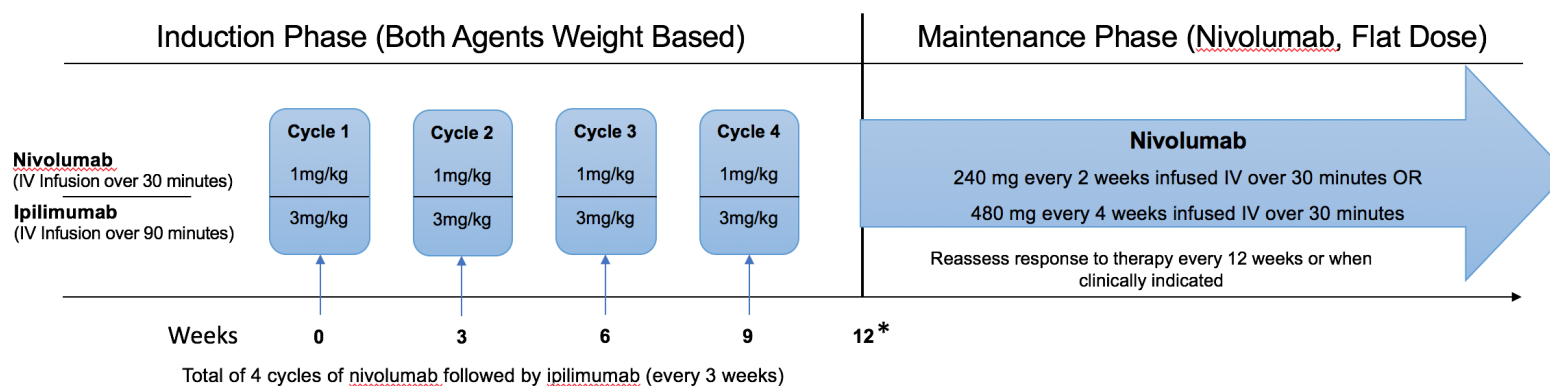 Induction Phase (Both Agents Weight Based)
Maintenance Phase (Nivolumab, Flat Dose)
Nivolumab
(IV Infusion over 30 minutes)
Ipilimumab
(IV Infusion over 90 minutes)
Cycle 1
1mg/kg
3mg/kg
Cycle 2
1mg/kg
3mg/kg
Cycle 3
1mg/kg
3mg/kg
Cycle 4
1mg/kg
3mg/kg
Nivolumab
240 mg every 2 weeks infused IV over 30 minutes OR
480 mg every 4 weeks infused IV over 30 minutes
Reassess response to therapy every 12 weeks or when
clinically indicated
Weeks 0 3 6 9 12*
Total of 4 cycles of nivolumab followed by ipilimumab (every 3 weeks)